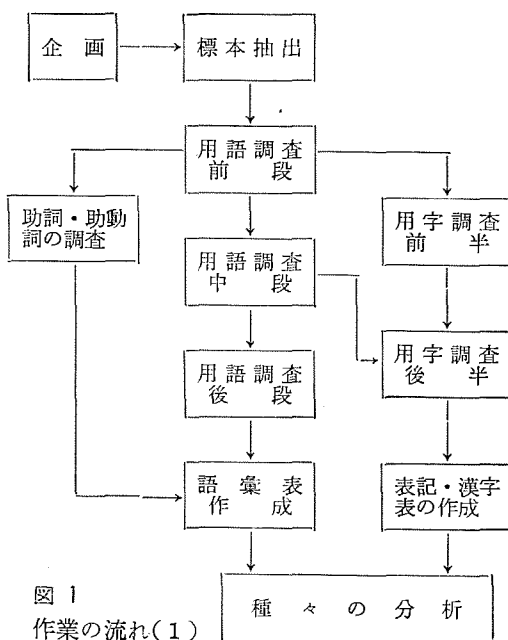 企画
標本抽出
用語調査
前段
助詞・助動
詞の調査
用字調査
前半
用語調査
中段
用語調査
後段
用字調査
後半
語彙表
作成
表記・漢字
表の作成
種々の分析
図1
作業の流れ(1)